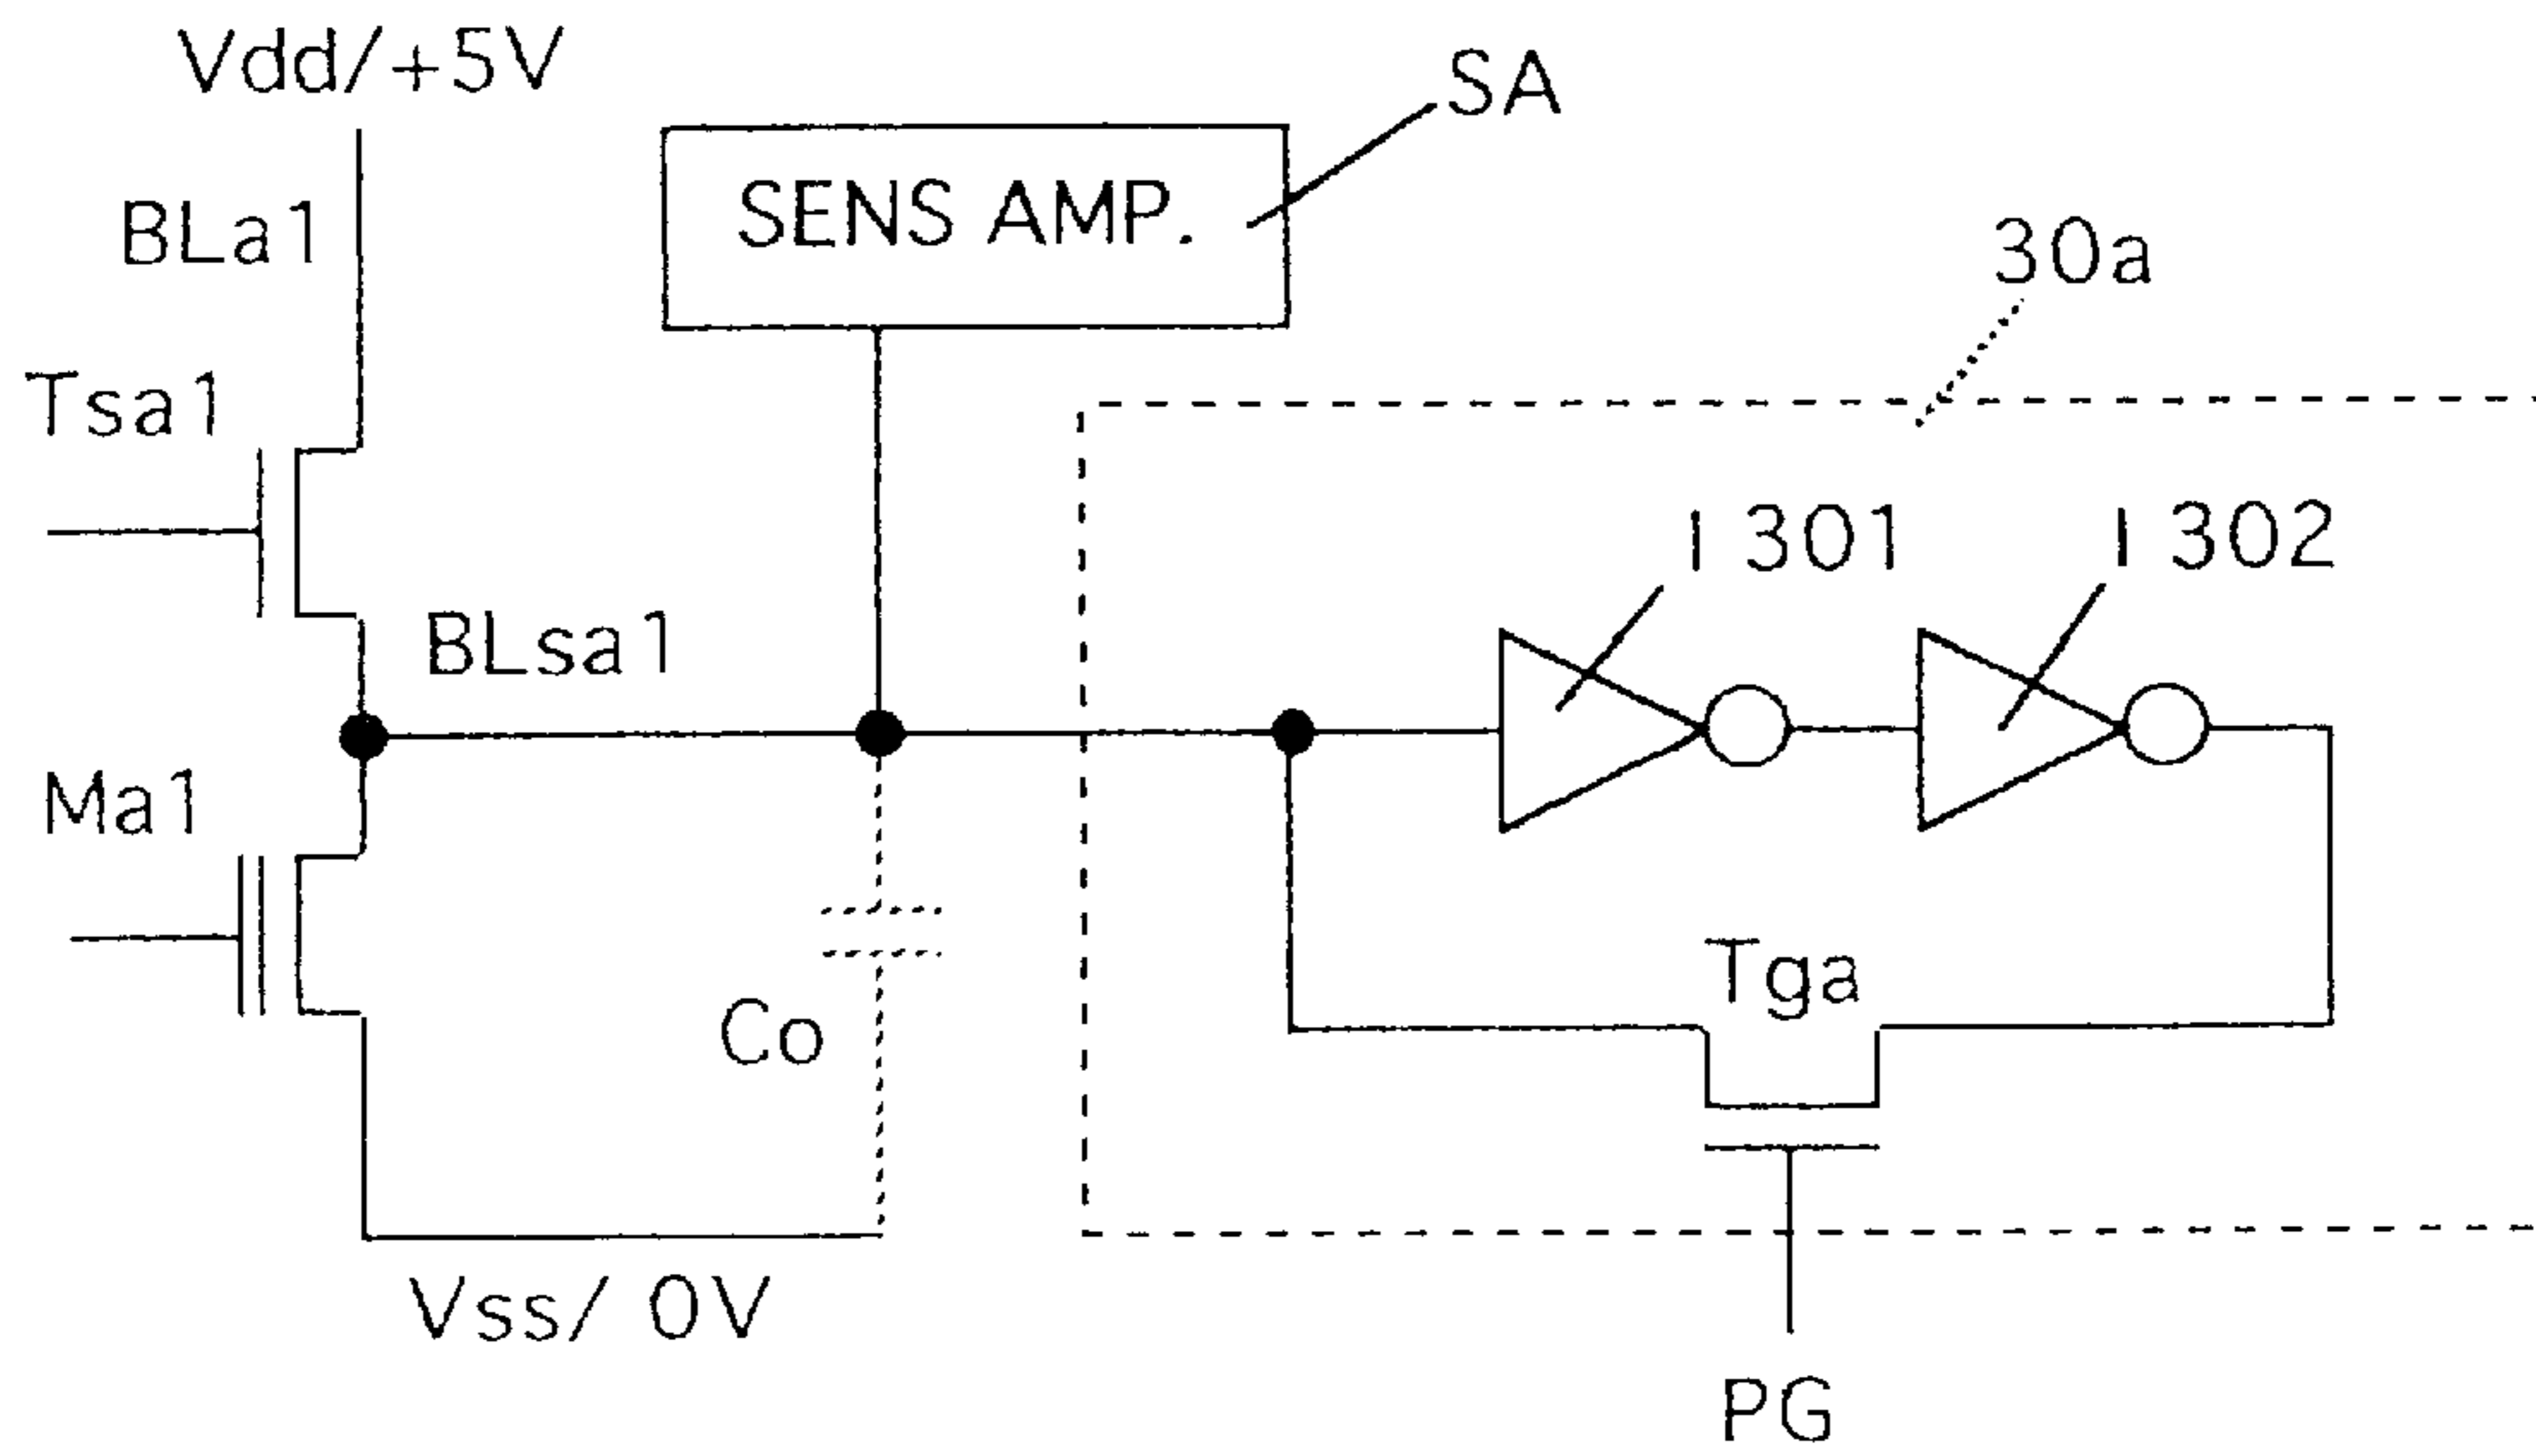 Vdd/+5V
SA
SENS AMP.
BLa1
30a
Tsa1
I 301
I 302
BLsa1
Ma1
Tga
Co
Vss/ 0V
PG